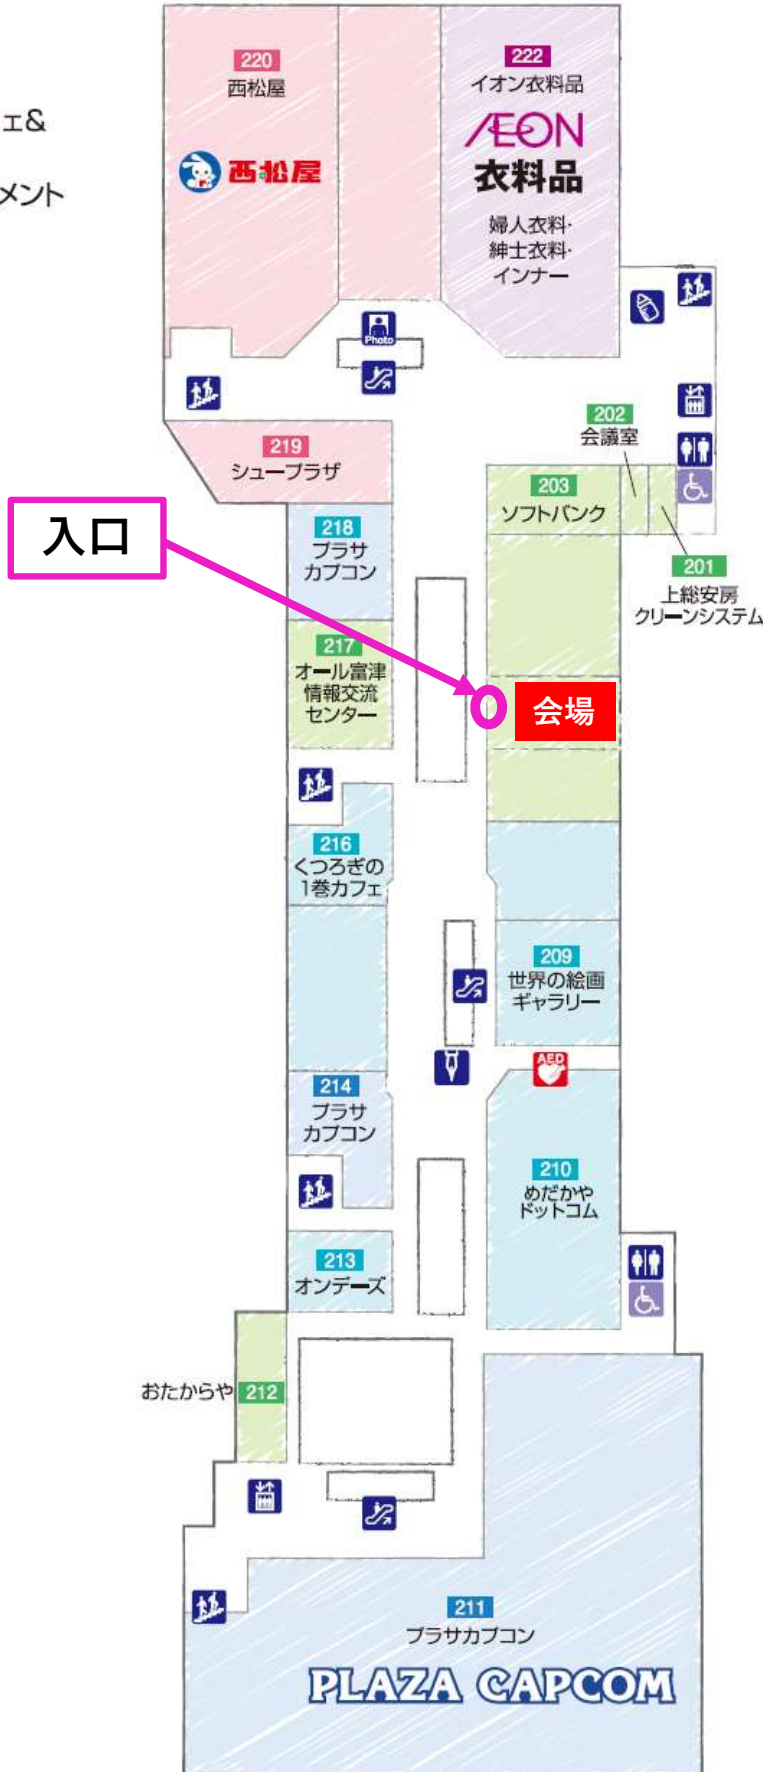 ェ&
メント
220
西松屋
西松屋
222
イオン衣料品
ÆON
衣料品
婦人衣料・
紳士衣料・
インナー
Photo
202
会議室
219
シュープラザ
203
ソフトバンク
入口
218
プラサ
カプコン
201
上総安房
クリーンシステム
217
オール富津
情報交流
センター
会場
216
くつろぎの
1巻カフェ
209
世界の絵画
ギャラリー
AED
214
プラサ
カプコン
210
めだかや
ドットコム
213
オンデーズ
おたからや 212
211
プラサカプコン
PLAZA CAPCOM